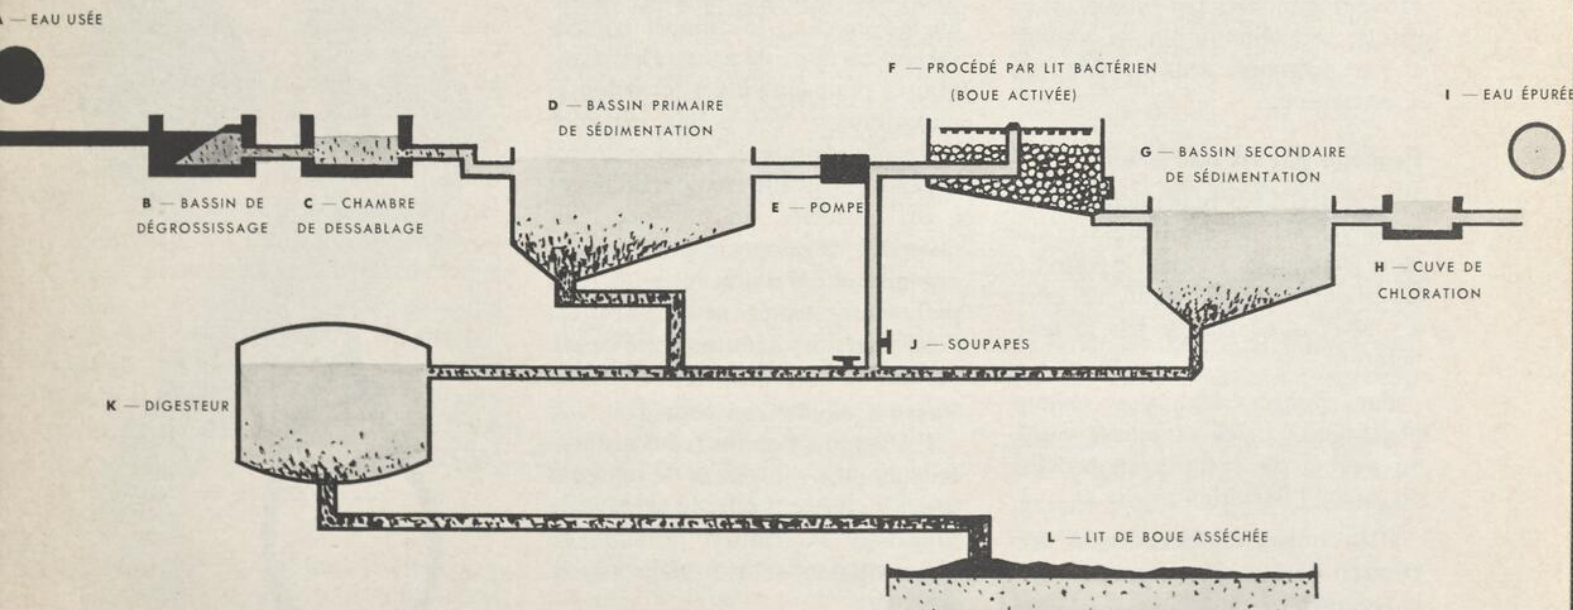 A — EAU USÉE
F — PROCÉDÉ PAR LIT BACTÉRIEN
(BOUE ACTIVÉE)
I — EAU ÉPURÉE
D — BASSIN PRIMAIRE
DE SÉDIMENTATION
G — BASSIN SECONDAIRE
DE SÉDIMENTATION
B — BASSIN DE
DÉGROSSISSAGE
C — CHAMBRE
DE DESSABLAGE
E — POMPE
H — CUVE DE
CHLORATION
J — SOUPAPES
K — DIGESTEUR
L — LIT DE BOUE ASSÉCHÉE